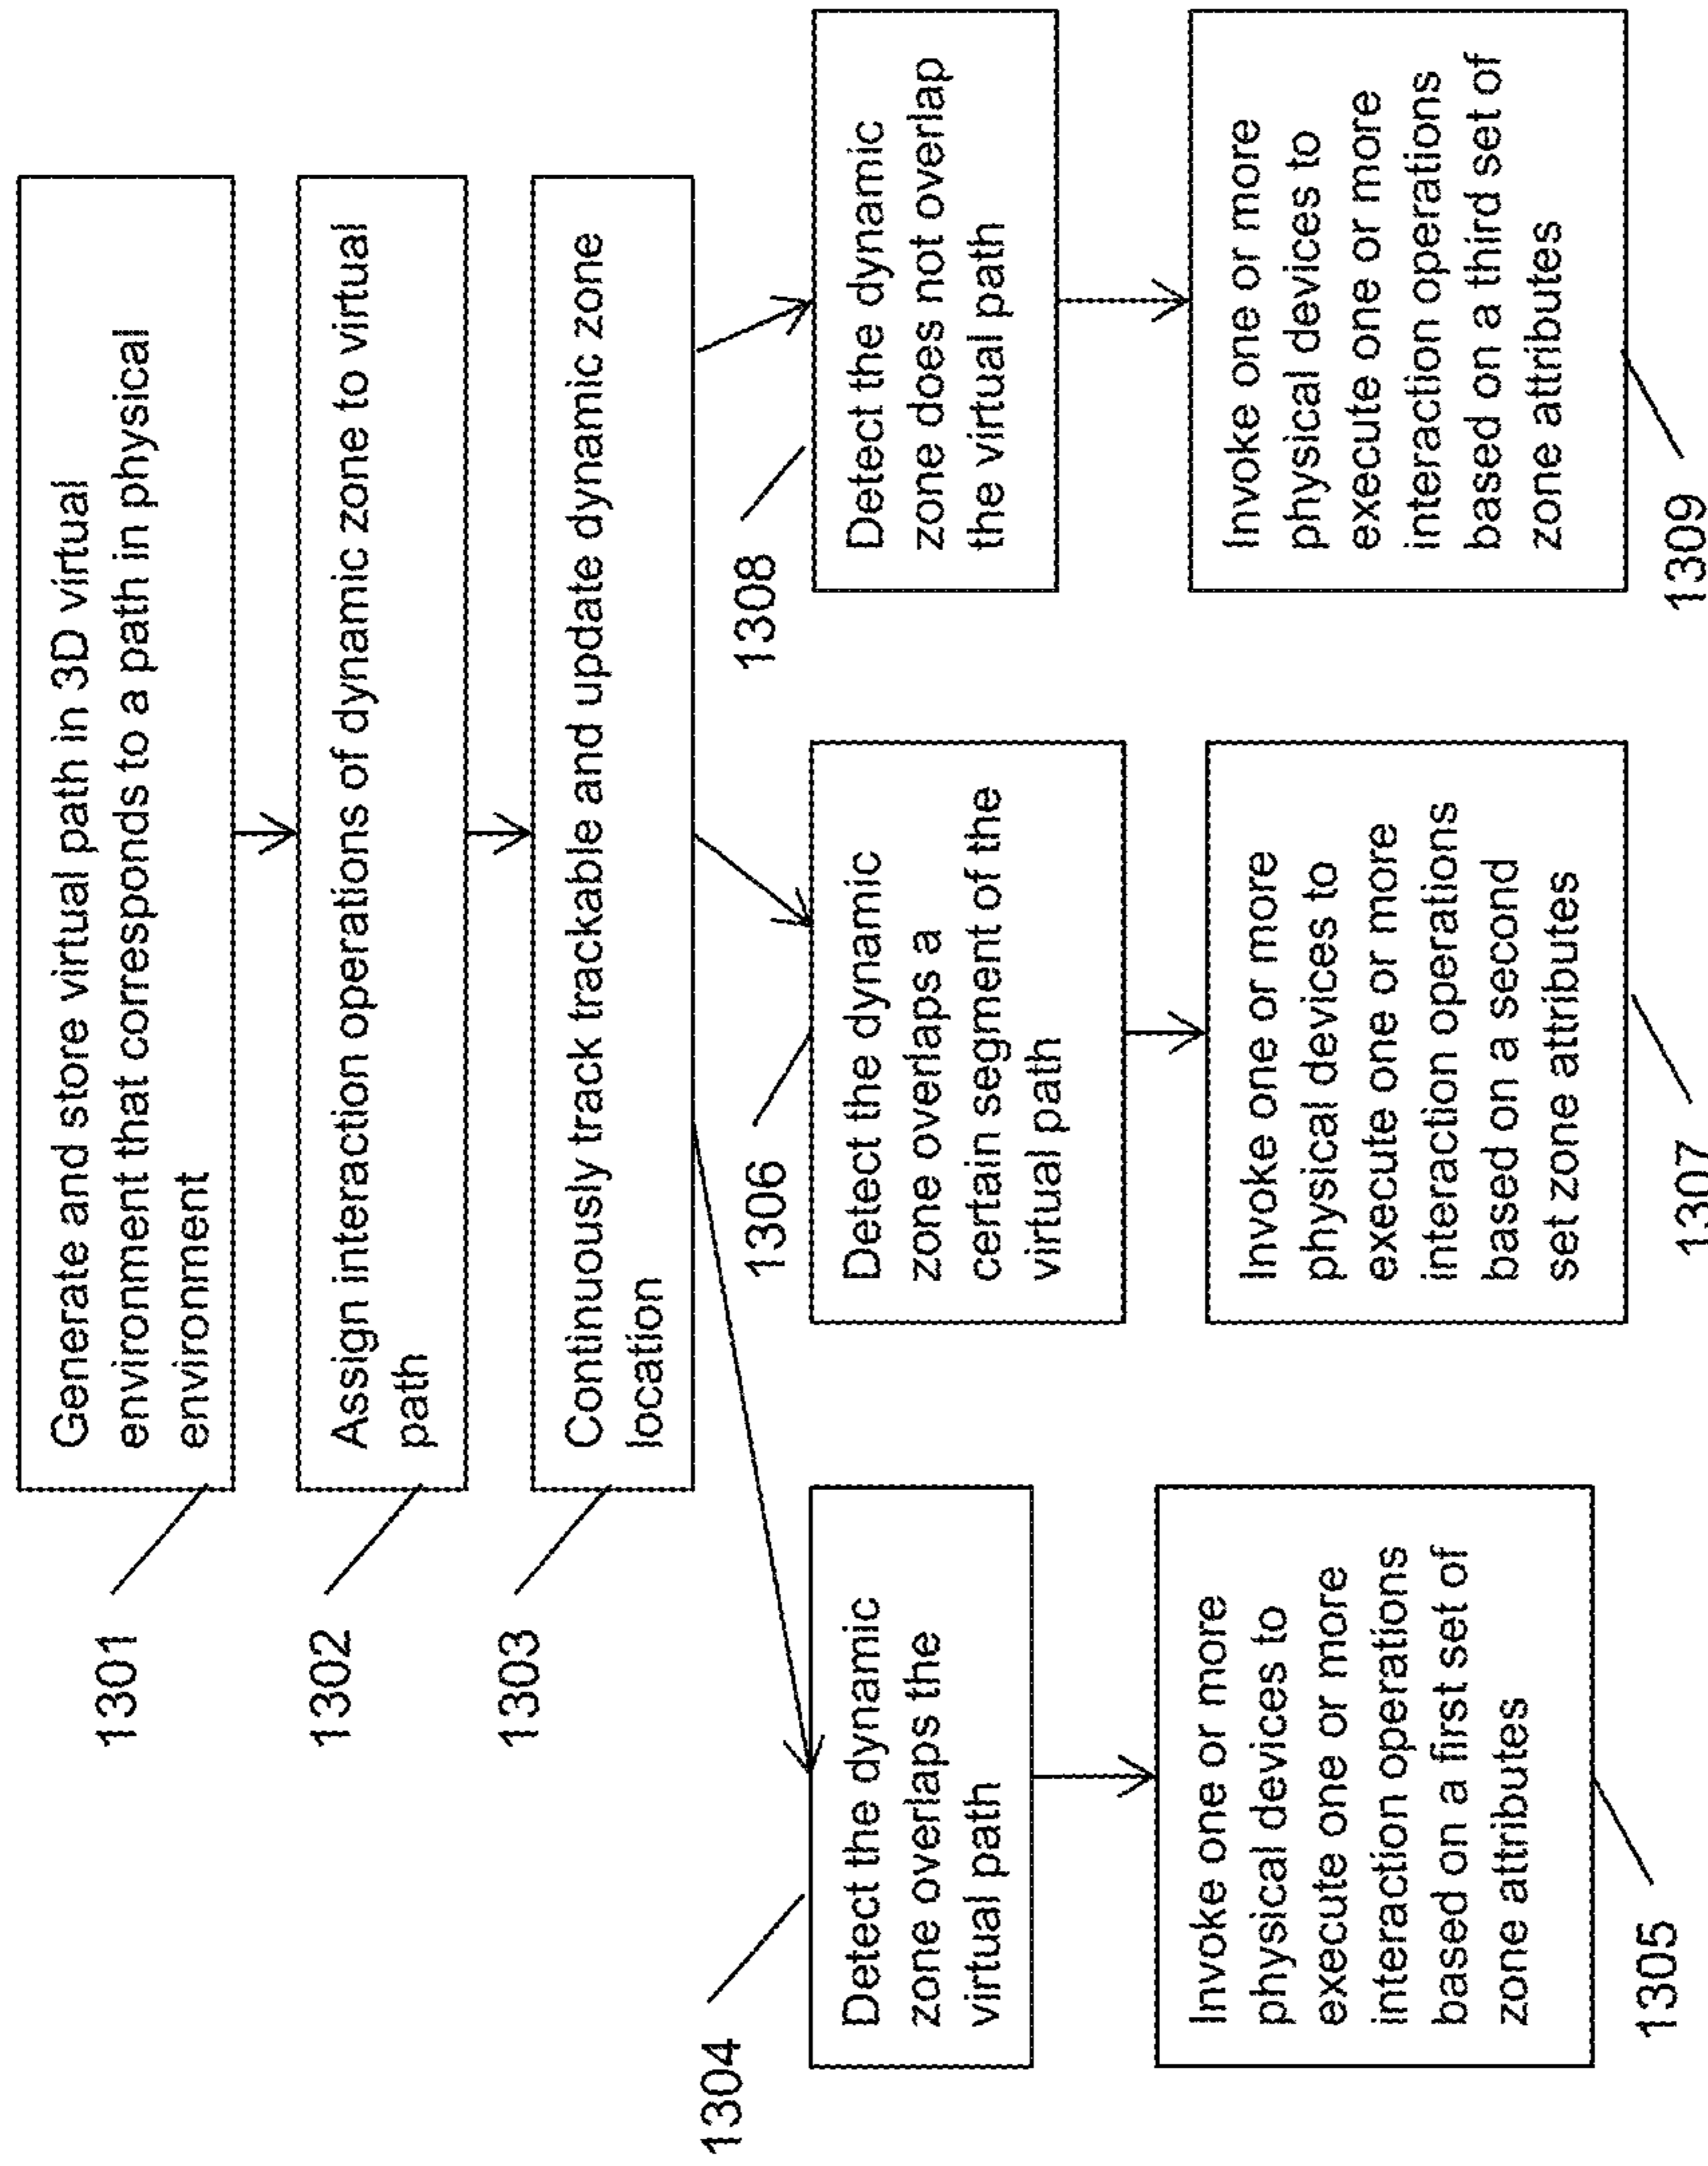 Generate and store virtual path in 3D virtual
environment that corresponds to a path in physical
environment
1301
Assign interaction operations of dynamic zone to virtual
path
1302
Continuously track trackable and update dynamic zone
location
1303
1304
Detect the dynamic
zone overlaps the
virtual path
1306
Detect the dynamic
zone overlaps a
certain segment of the
virtual path
1308
Detect the dynamic
zone does not overlap
the virtual path
Invoke one or more
physical devices to
execute one or more
interaction operations
based on a first set of
zone attributes
1305
Invoke one or more
physical devices to
execute one or more
interaction operations
based on a second
set zone attributes
1307
Invoke one or more
physical devices to
execute one or more
interaction operations
based on a third set of
zone attributes
1309